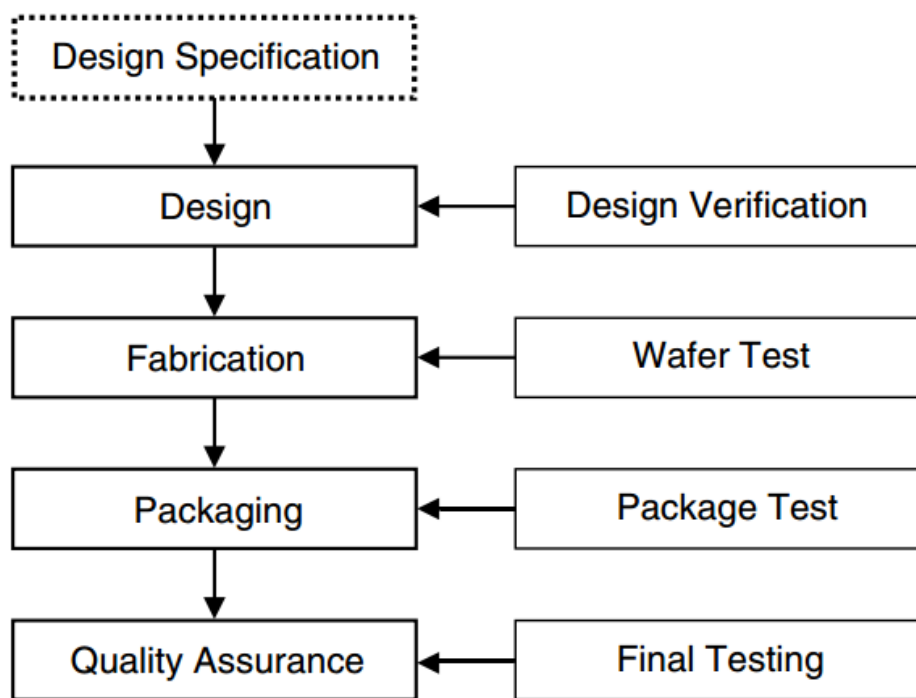 Design Specification
Design
Design Verification
Fabrication
Wafer Test
Packaging
Package Test
Quality Assurance
Final Testing